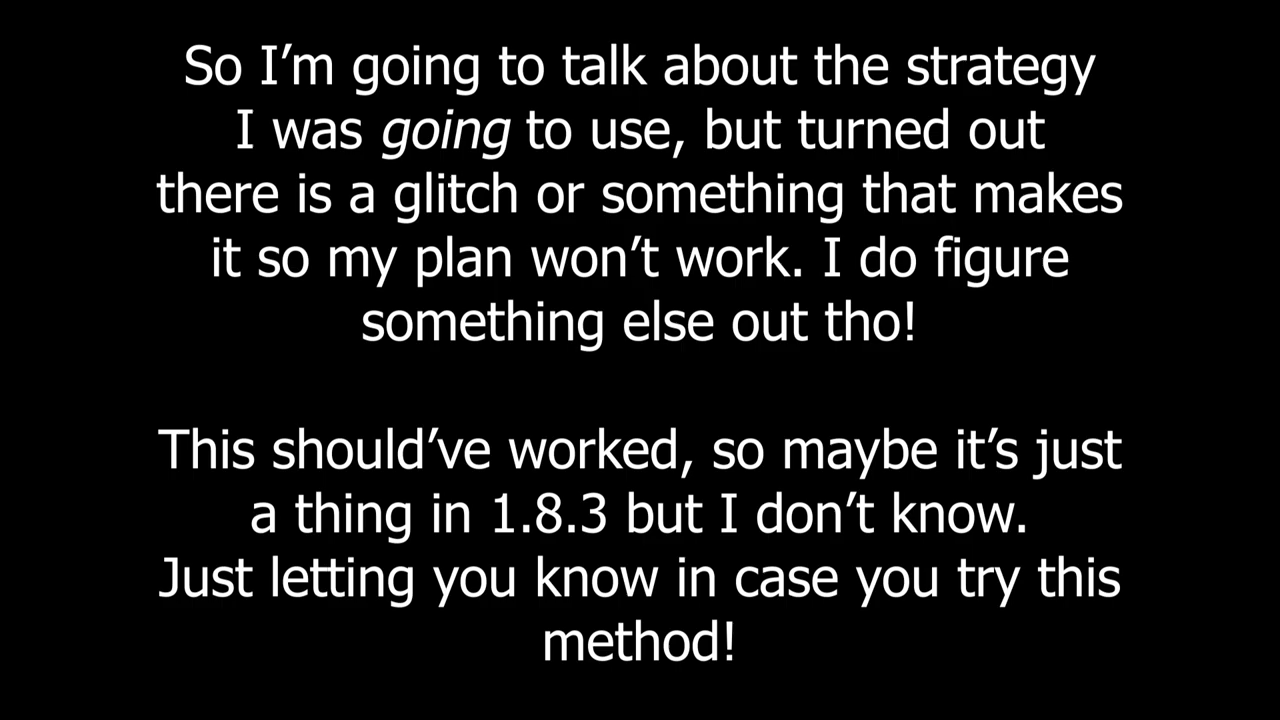 So I’m going to talk about the strategy
I was going to use, but turned out
there is a glitch or something that makes
it so my plan won’t work. I do figure
something else out tho!
This should’ve worked, so maybe it’s just
a thing in 1.8.3 but I don’t know.
Just letting you know in case you try this
method!